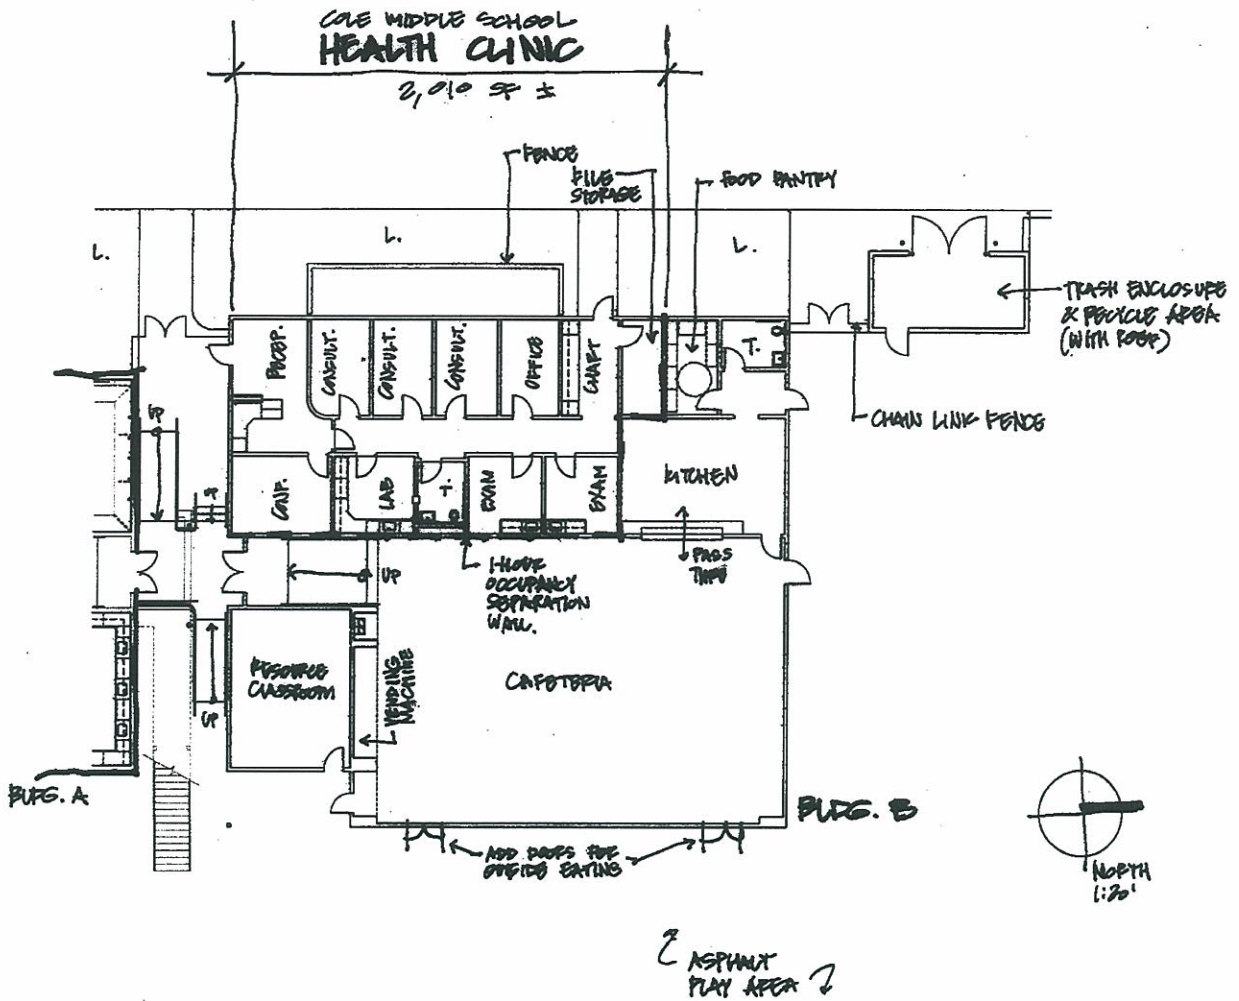 COLE MIDDLE SCHOOL
HEALTH CLINIC
2,010 SF ±
FENCE
FILE
STORAGE
FOOD PANTRY
L.
L.
L.
TRASH ENCLOSURE
& RECYCLE AREA
(WITH ROOF)
CHAIN LINK FENCE
RECEP.
CONSULT.
CONSULT.
CONSULT.
OFFICE
CHART
T.
UP
KITCHEN
CONF.
LAB
T.
EXAM
EXAM
PASS
THRU
UP
1-HOUR
OCCUPANCY
SEPARATION
WALL.
RESOURCE
CLASSROOM
VENDING
MACHINE
CAFETERIA
UP
BLDG. A
BLDG. B
ADD DOORS FOR
OUTSIDE EATING
NORTH
1:20'
ASPHALT
PLAY AREA